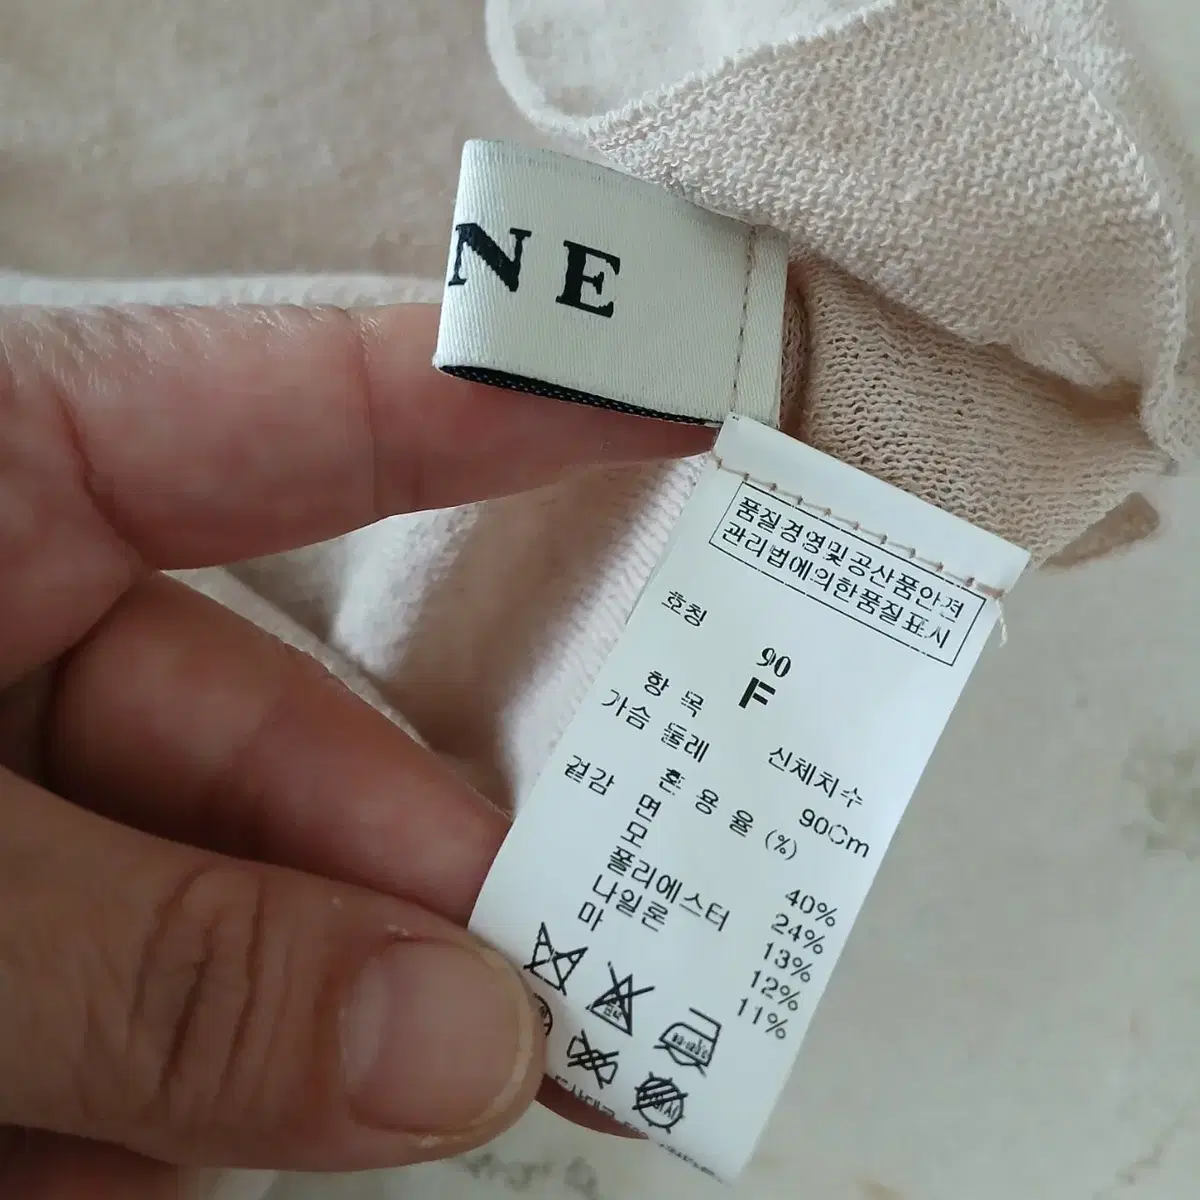 NE
품질경영및공산품안전
관리법에의한품질표시
호칭
90
F
항 목 신체치수
가슴 둘레 90Cm
겉감 혼 용 율 (%)
면 40%
모 24%
폴리에스터 13%
나일론 12%
마 11%